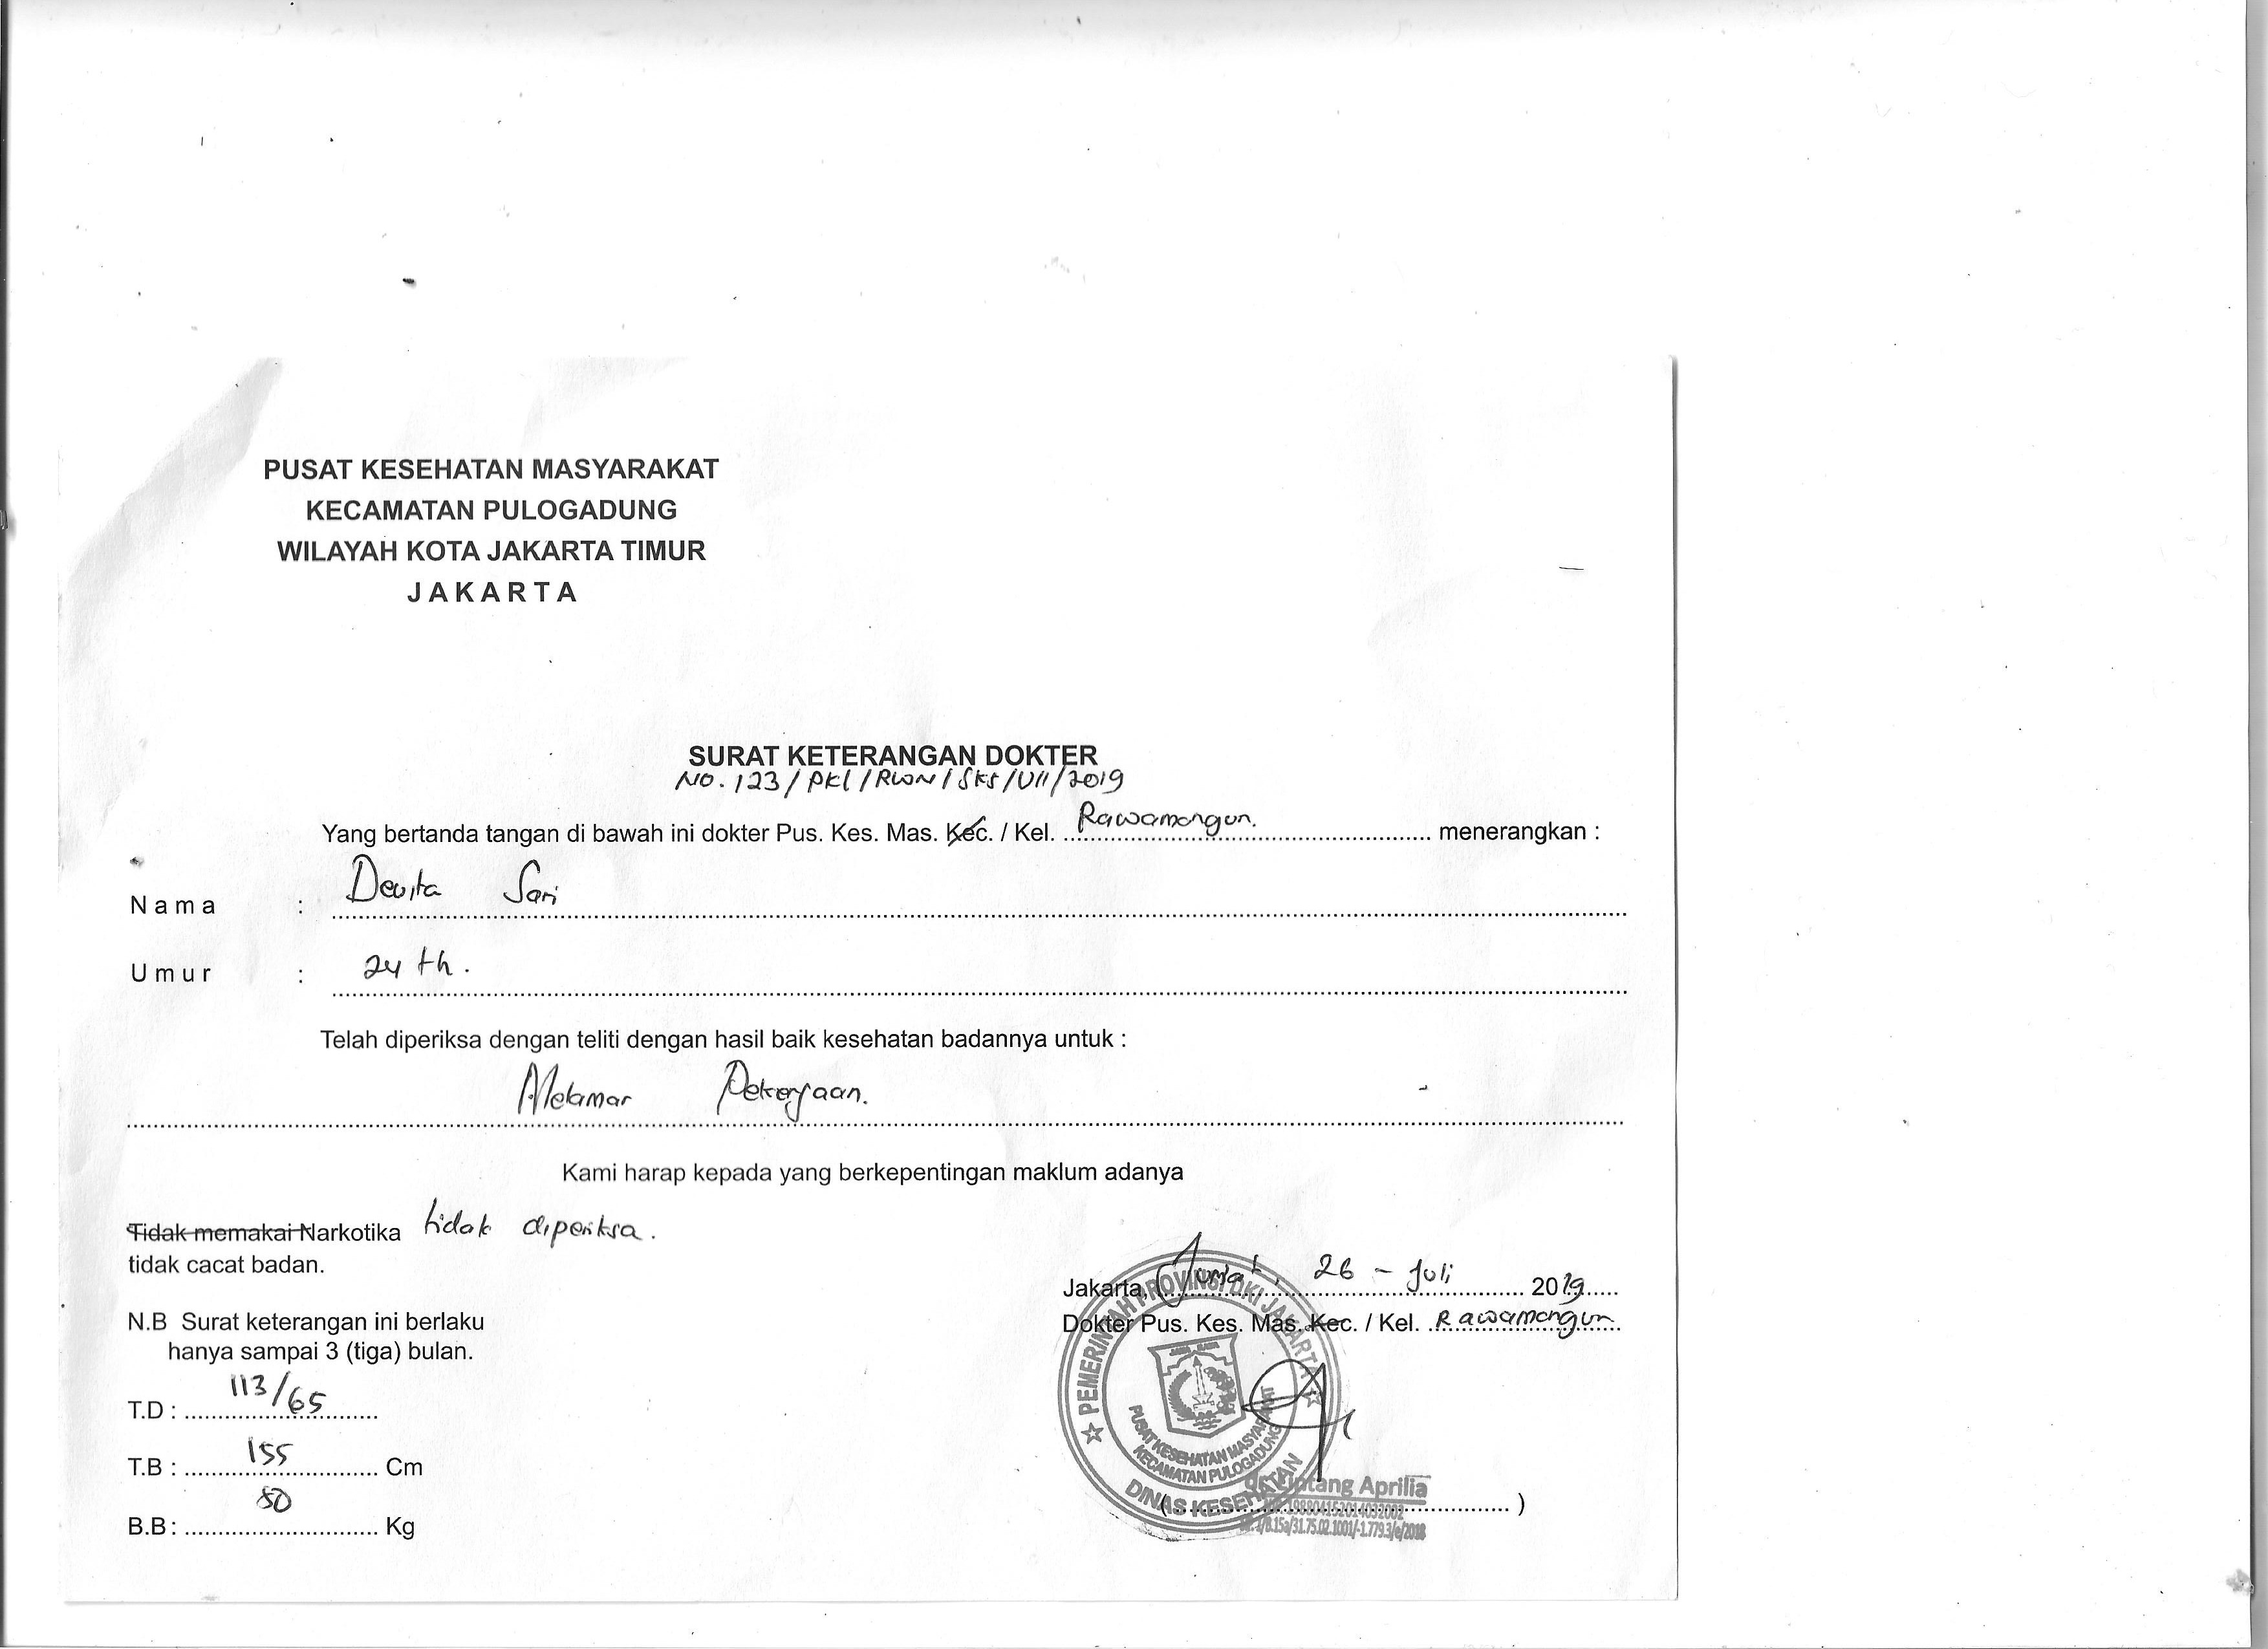 PUSAT KESEHATAN MASYARAKAT
KECAMATAN PULOGADUNG
WILAYAH KOTA JAKARTA TIMUR
JAKARTA
SURAT KETERANGAN DOKTER
NO. 123/PKL/RWN/SKS/VII/2019
Yang bertanda tangan di bawah ini dokter Pus. Kes. Mas. Kec. / Kel. Rawamangun. menerangkan :
Nama : Devita Sari
Umur : 24 th.
Telah diperiksa dengan teliti dengan hasil baik kesehatan badannya untuk :
Melamar Pekerjaan.
Kami harap kepada yang berkepentingan maklum adanya
Tidak memakai Narkotika tidak diperiksa.
tidak cacat badan.
Jakarta, Jumat, 26 - Juli 2019
Dokter Pus. Kes. Mas. Kec. / Kel. Rawamangun
N.B Surat keterangan ini berlaku
hanya sampai 3 (tiga) bulan.
T.D : 113/65
T.B : 155 Cm
B.B : 50 Kg
PEMERINTAH PROVINSI DKI JAKARTA
PUSAT KESEHATAN MASYARAKAT
KECAMATAN PULOGADUNG
DINAS KESEHATAN
Aprilia
( )